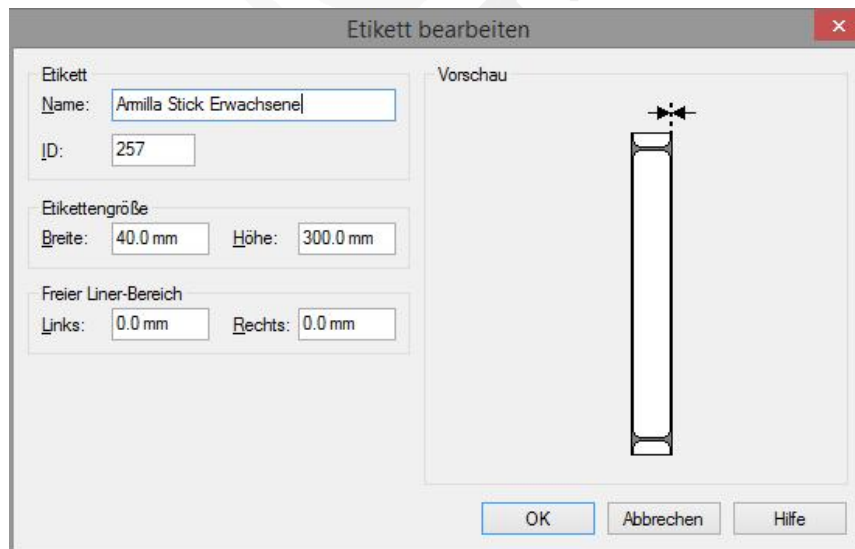 Etikett bearbeiten
Etikett
Name: Armilla Stick Erwachsene
ID: 257
Etikettengröße
Breite: 40.0 mm Höhe: 300.0 mm
Freier Liner-Bereich
Links: 0.0 mm Rechts: 0.0 mm
Vorschau
OK Abbrechen Hilfe